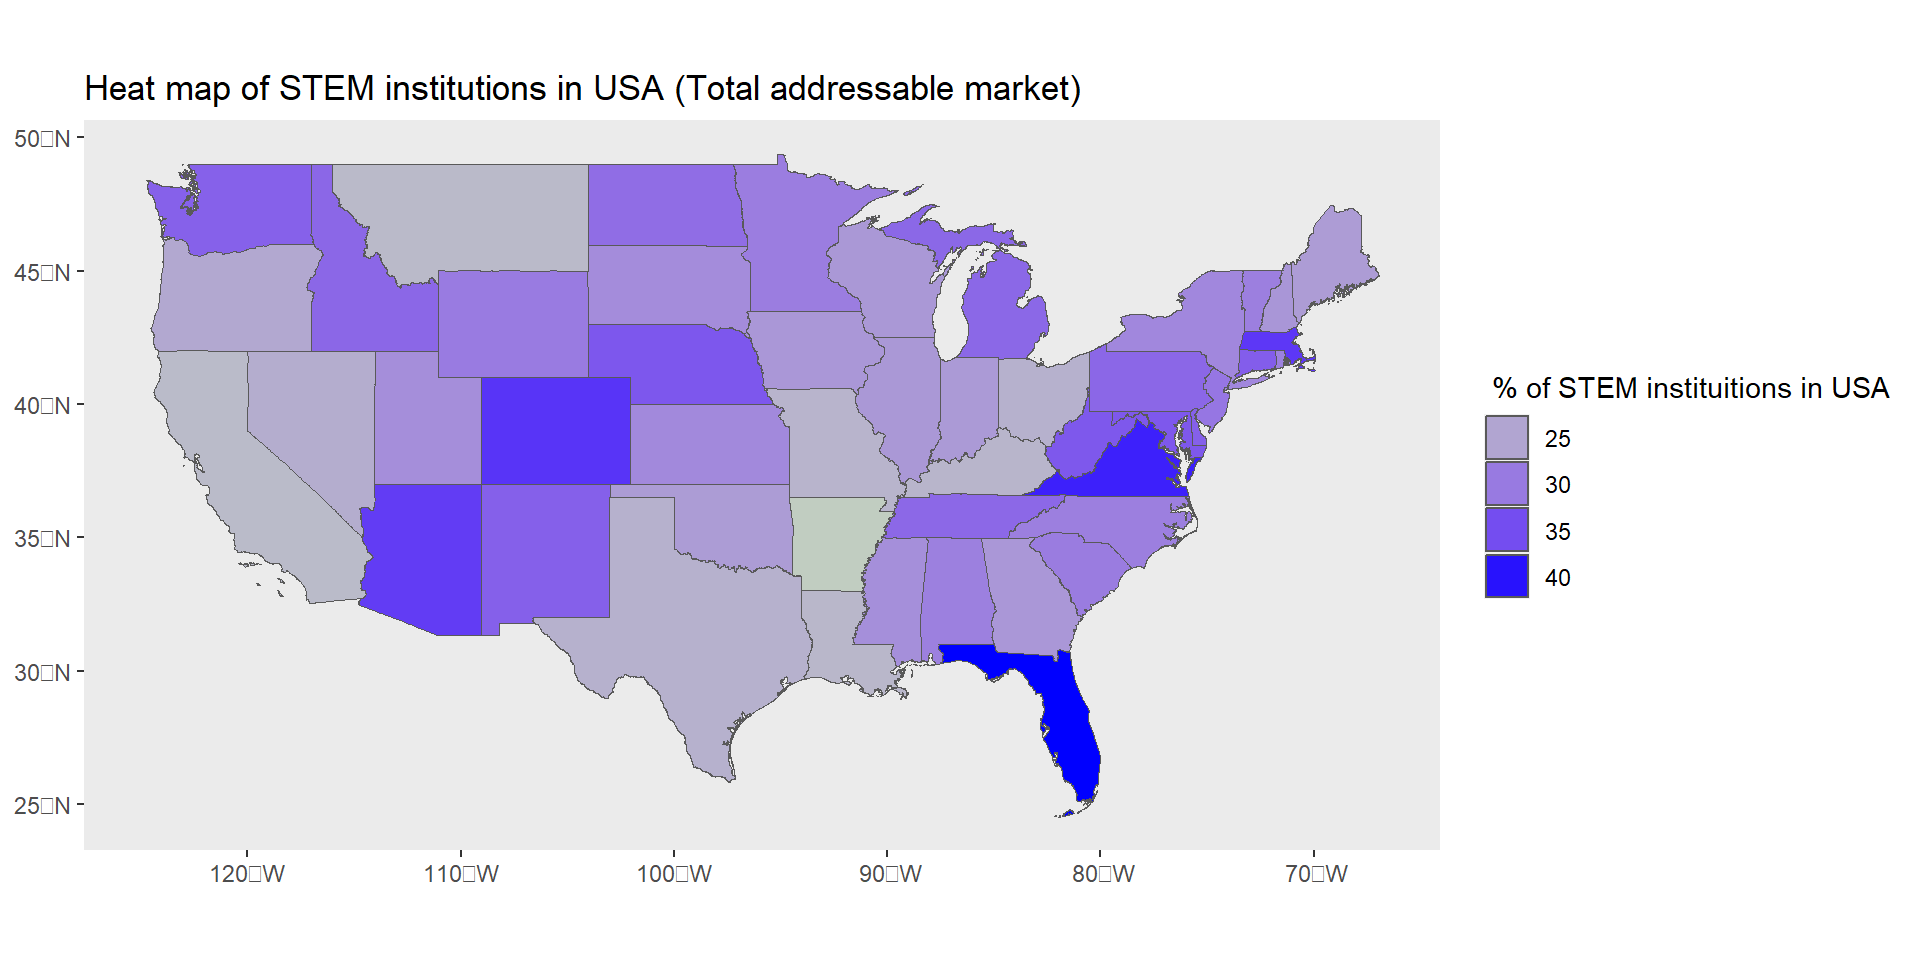 Heat map of STEM institutions in USA (Total addressable market)
50□N
45□N
40□N
35□N
30□N
25□N
120□W
110□W
100□W
90□W
80□W
70□W
% of STEM instituitions in USA
25
30
35
40